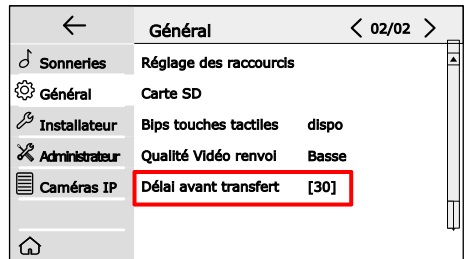 Général
02/02
Sonneries
Réglage des raccourcis
Général
Carte SD
Installateur
Bips touches tactiles dispo
Administrateur
Qualité Vidéo renvoi Basse
Caméras IP
Délai avant transfert [30]